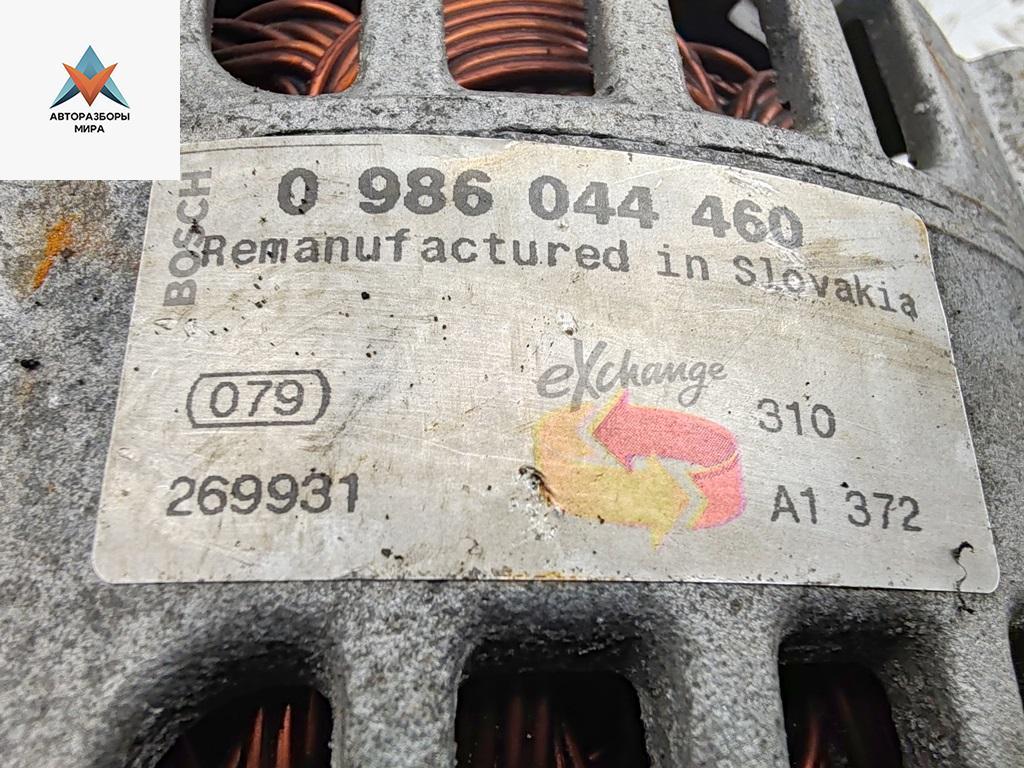 АВТОРАЗБОРЫ
МИРА
BOSCH
0 986 044 460
Remanufactured in Slovakia
eXchange
079
310
269931
A1 372